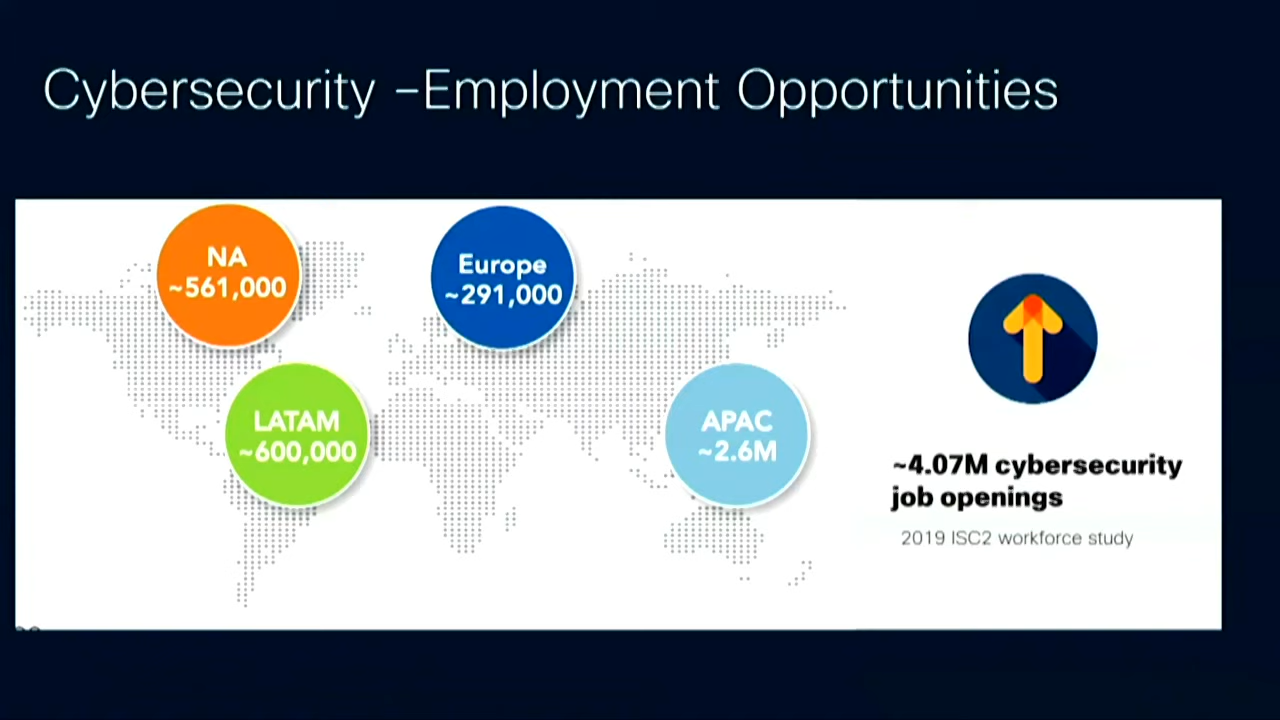 Cybersecurity –Employment Opportunities
NA
~561,000
Europe
~291,000
LATAM
~600,000
APAC
~2.6M
~4.07M cybersecurity
job openings
2019 ISC2 workforce study